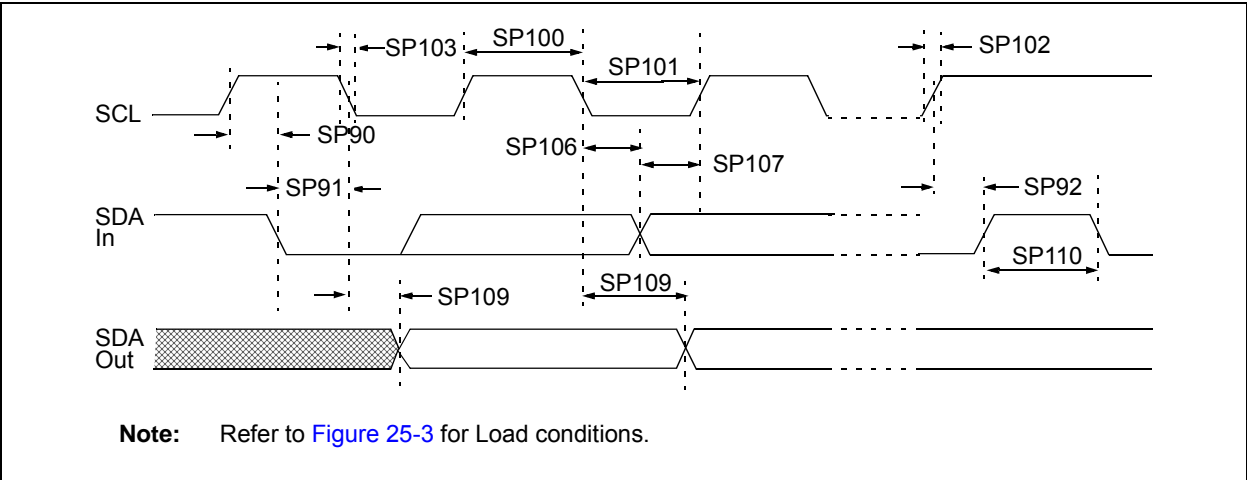 SP103
SP100
SP102
SP101
SCL
SP90
SP106
SP107
SP91
SP92
SDA
In
SP110
SP109
SP109
SDA
Out
Note: Refer to Figure 25-3 for Load conditions.